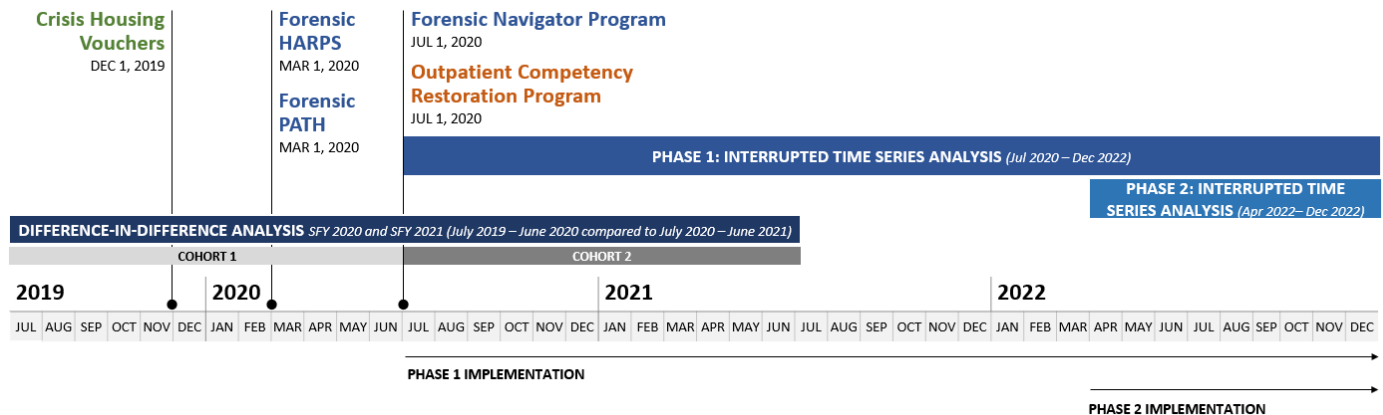 Crisis Housing
Vouchers
DEC 1, 2019
Forensic
HARPS
MAR 1, 2020
Forensic
PATH
MAR 1, 2020
Forensic Navigator Program
JUL 1, 2020
Outpatient Competency
Restoration Program
JUL 1, 2020
PHASE 1: INTERRUPTED TIME SERIES ANALYSIS (Jul 2020 – Dec 2022)
PHASE 2: INTERRUPTED TIME
SERIES ANALYSIS (Apr 2022– Dec 2022)
DIFFERENCE-IN-DIFFERENCE ANALYSIS SFY 2020 and SFY 2021 (July 2019 – June 2020 compared to July 2020 – June 2021)
COHORT 1 COHORT 2
2019 2020 2021 2022
JUL AUG SEP OCT NOV DEC JAN FEB MAR APR MAY JUN JUL AUG SEP OCT NOV DEC JAN FEB MAR APR MAY JUN JUL AUG SEP OCT NOV DEC JAN FEB MAR APR MAY JUN JUL AUG SEP OCT NOV DEC
PHASE 1 IMPLEMENTATION
PHASE 2 IMPLEMENTATION